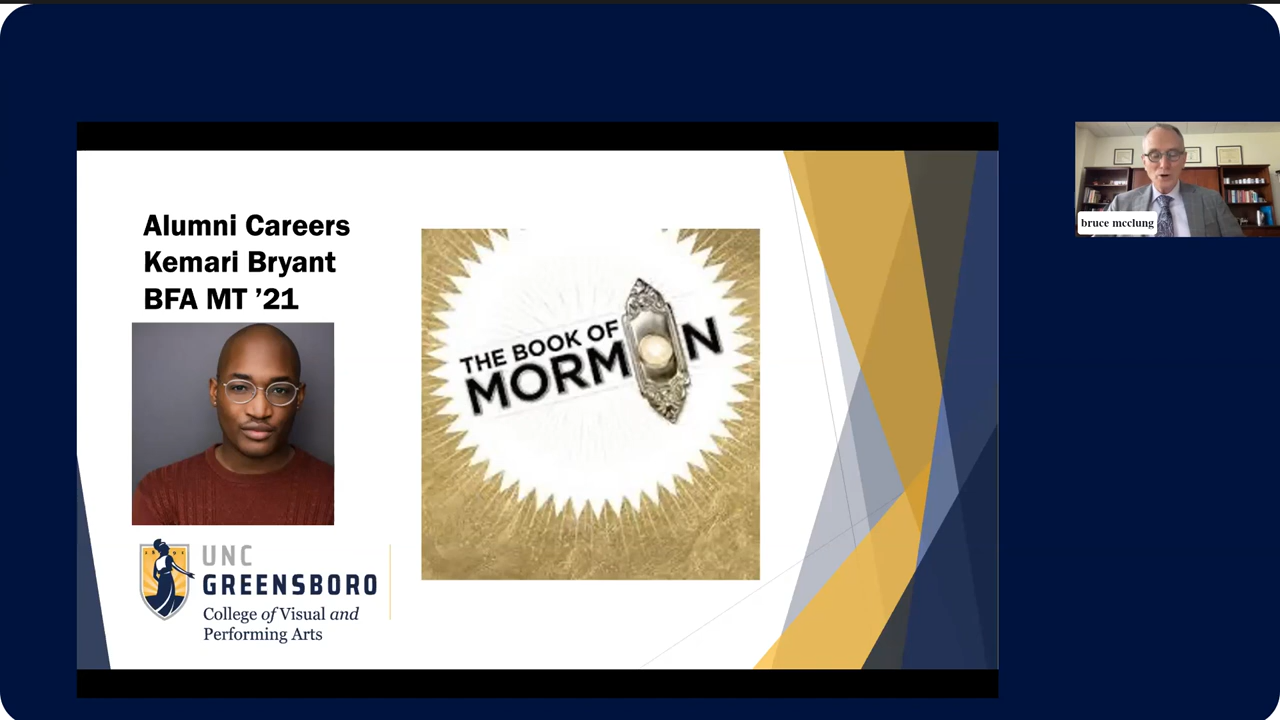 Alumni Careers
Kemari Bryant
BFA MT ’21
THE BOOK OF
MORMON
UNC
GREENSBORO
College of Visual and
Performing Arts
bruce mcclung